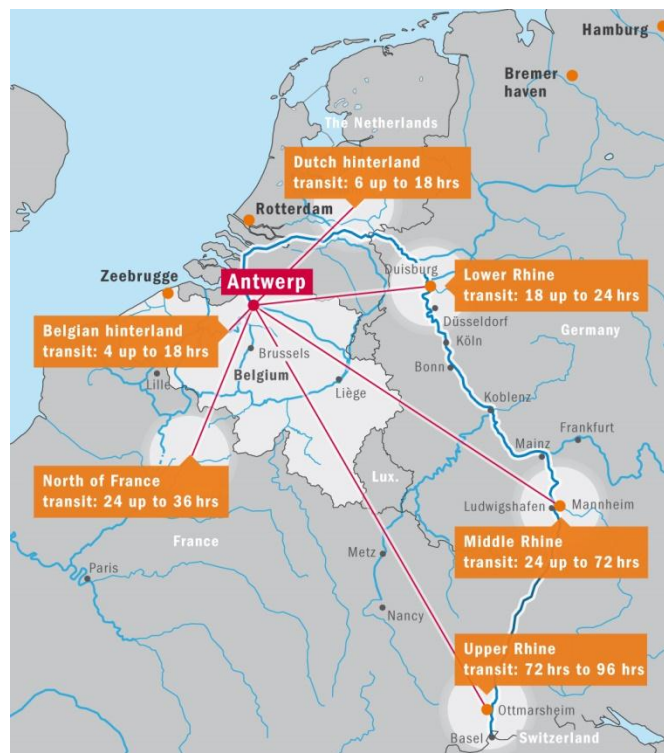 Hamburg
Bremer
haven
The Netherlands
Dutch hinterland
transit: 6 up to 18 hrs
Rotterdam
Zeebrugge
Antwerp
Duisburg
Lower Rhine
transit: 18 up to 24 hrs
Düsseldorf
Germany
Köln
Belgian hinterland
transit: 4 up to 18 hrs
Brussels
Belgium
Bonn
Lille
Liège
Koblenz
Frankfurt
Mainz
North of France
transit: 24 up to 36 hrs
Lux.
Ludwigshafen
Mannheim
France
Middle Rhine
transit: 24 up to 72 hrs
Metz
Paris
Nancy
Upper Rhine
transit: 72 hrs to 96 hrs
Ottmarsheim
Basel
Switzerland